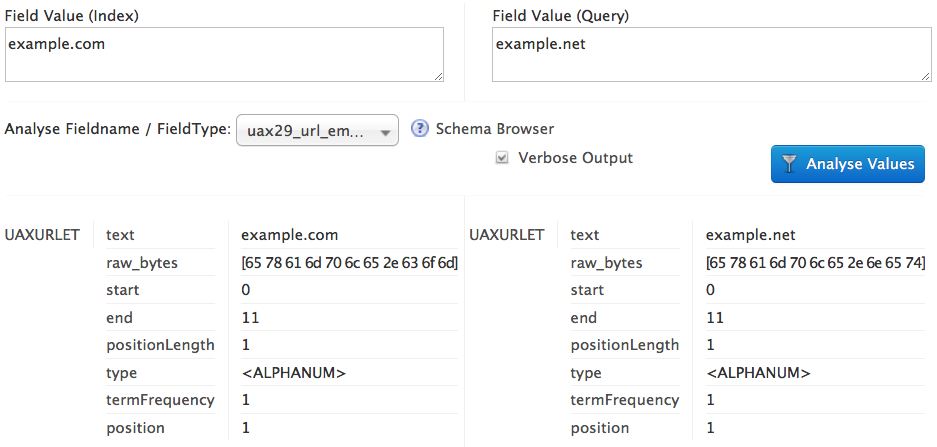 Field Value (Index) Field Value (Query)
example.com example.net
Analyse Fieldname / FieldType: uax29_url_em... ? Schema Browser
Verbose Output
Analyse Values
UAXURLET text example.com UAXURLET text example.net
raw_bytes [65 78 61 6d 70 6c 65 2e 63 6f 6d] raw_bytes [65 78 61 6d 70 6c 65 2e 6e 65 74]
start 0 start 0
end 11 end 11
positionLength 1 positionLength 1
type <ALPHANUM> type <ALPHANUM>
termFrequency 1 termFrequency 1
position 1 position 1